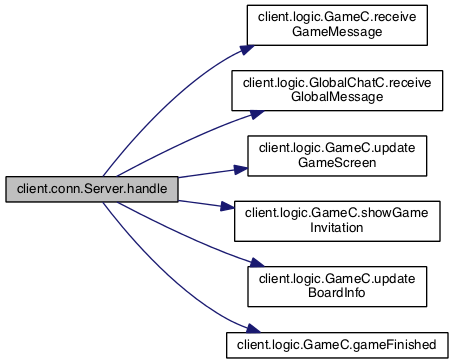 client.logic.GameC.receive
GameMessage
client.logic.GlobalChatC.receive
GlobalMessage
client.logic.GameC.update
GameScreen
client.conn.Server.handle
client.logic.GameC.showGame
Invitation
client.logic.GameC.update
BoardInfo
client.logic.GameC.gameFinished